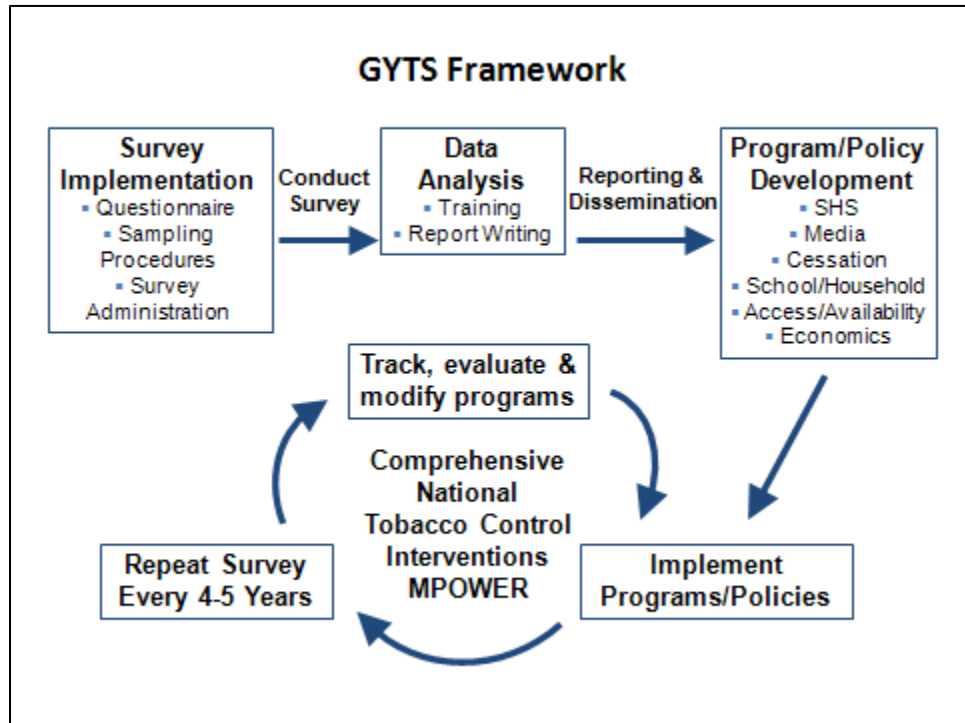 GYTS Framework
Survey
Implementation
▪ Questionnaire
▪ Sampling
Procedures
▪ Survey
Administration
Conduct
Survey
Data
Analysis
▪ Training
▪ Report Writing
Reporting &
Dissemination
Program/Policy
Development
▪ SHS
▪ Media
▪ Cessation
▪ School/Household
▪ Access/Availability
▪ Economics
Track, evaluate &
modify programs
Comprehensive
National
Tobacco Control
Interventions
MPOWER
Repeat Survey
Every 4-5 Years
Implement
Programs/Policies